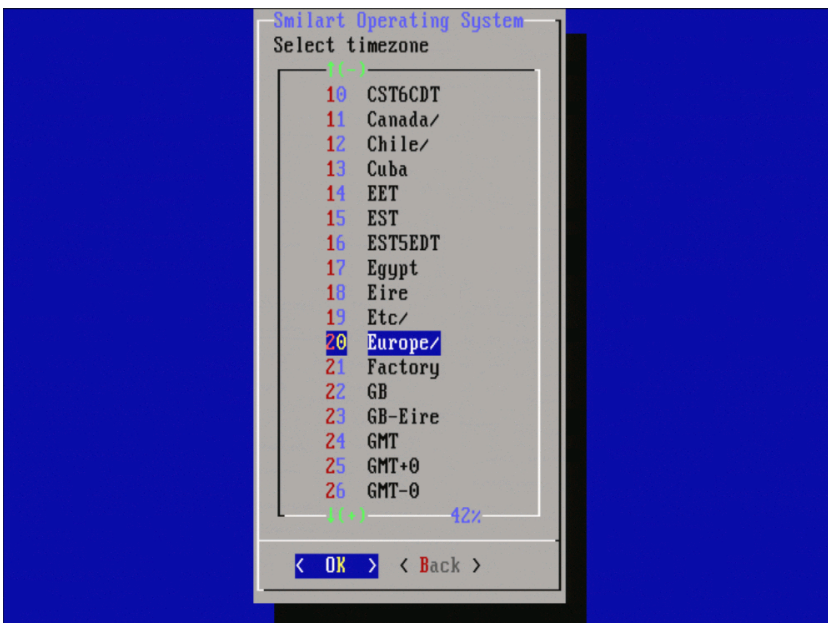 Smilart Operating System
Select timezone
↑(-)
10 CST6CDT
11 Canada/
12 Chile/
13 Cuba
14 EET
15 EST
16 EST5EDT
17 Egypt
18 Eire
19 Etc/
20 Europe/
21 Factory
22 GB
23 GB-Eire
24 GMT
25 GMT+0
26 GMT-0
↓(+) 42%
< OK > < Back >